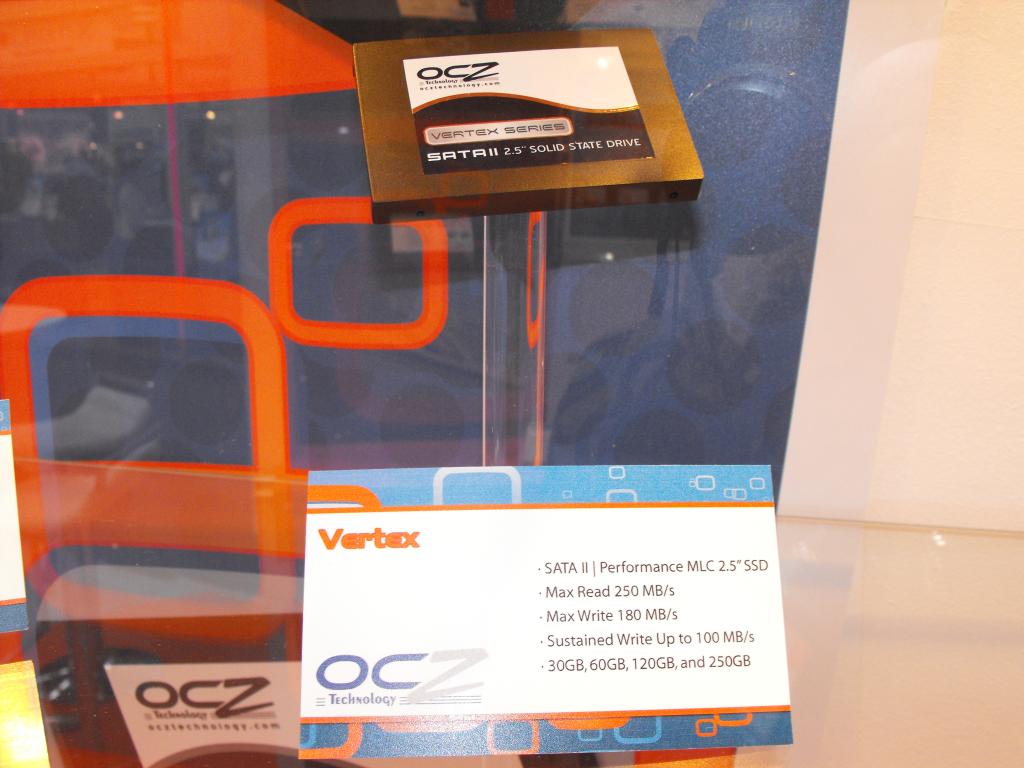 OCZ
Technology
ocztechnology.com
VERTEX SERIES
SATA II 2.5" SOLID STATE DRIVE
Vertex
· SATA II | Performance MLC 2.5" SSD
· Max Read 250 MB/s
· Max Write 180 MB/s
· Sustained Write Up to 100 MB/s
· 30GB, 60GB, 120GB, and 250GB
OCZ
Technology
OCZ
Technology
ocztechnology.com